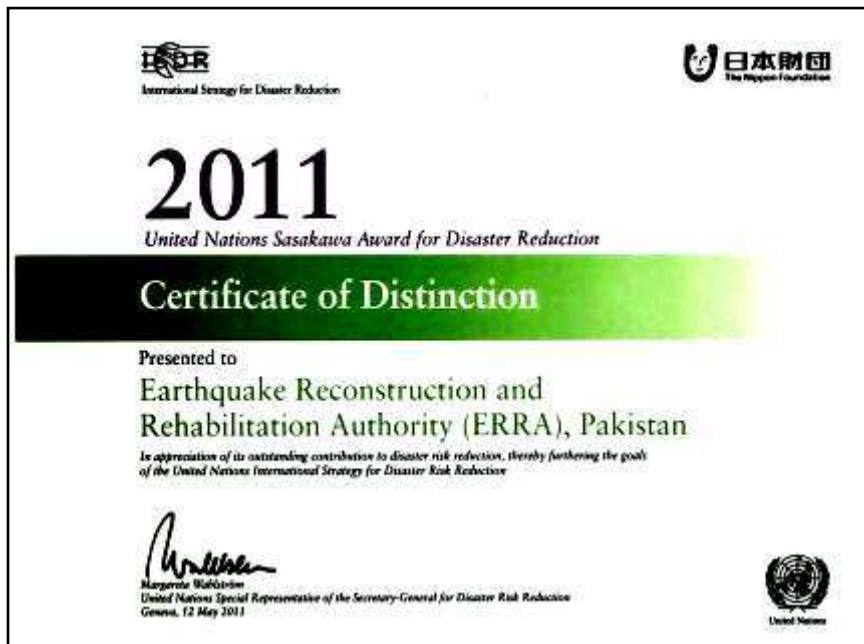 ISDR
International Strategy for Disaster Reduction
日本財団
The Nippon Foundation
2011
United Nations Sasakawa Award for Disaster Reduction
Certificate of Distinction
Presented to
Earthquake Reconstruction and
Rehabilitation Authority (ERRA), Pakistan
In appreciation of its outstanding contribution to disaster risk reduction, thereby furthering the goals
of the United Nations International Strategy for Disaster Risk Reduction
Margareta Wahlström
United Nations Special Representative of the Secretary-General for Disaster Risk Reduction
Geneva, 12 May 2011
United Nations